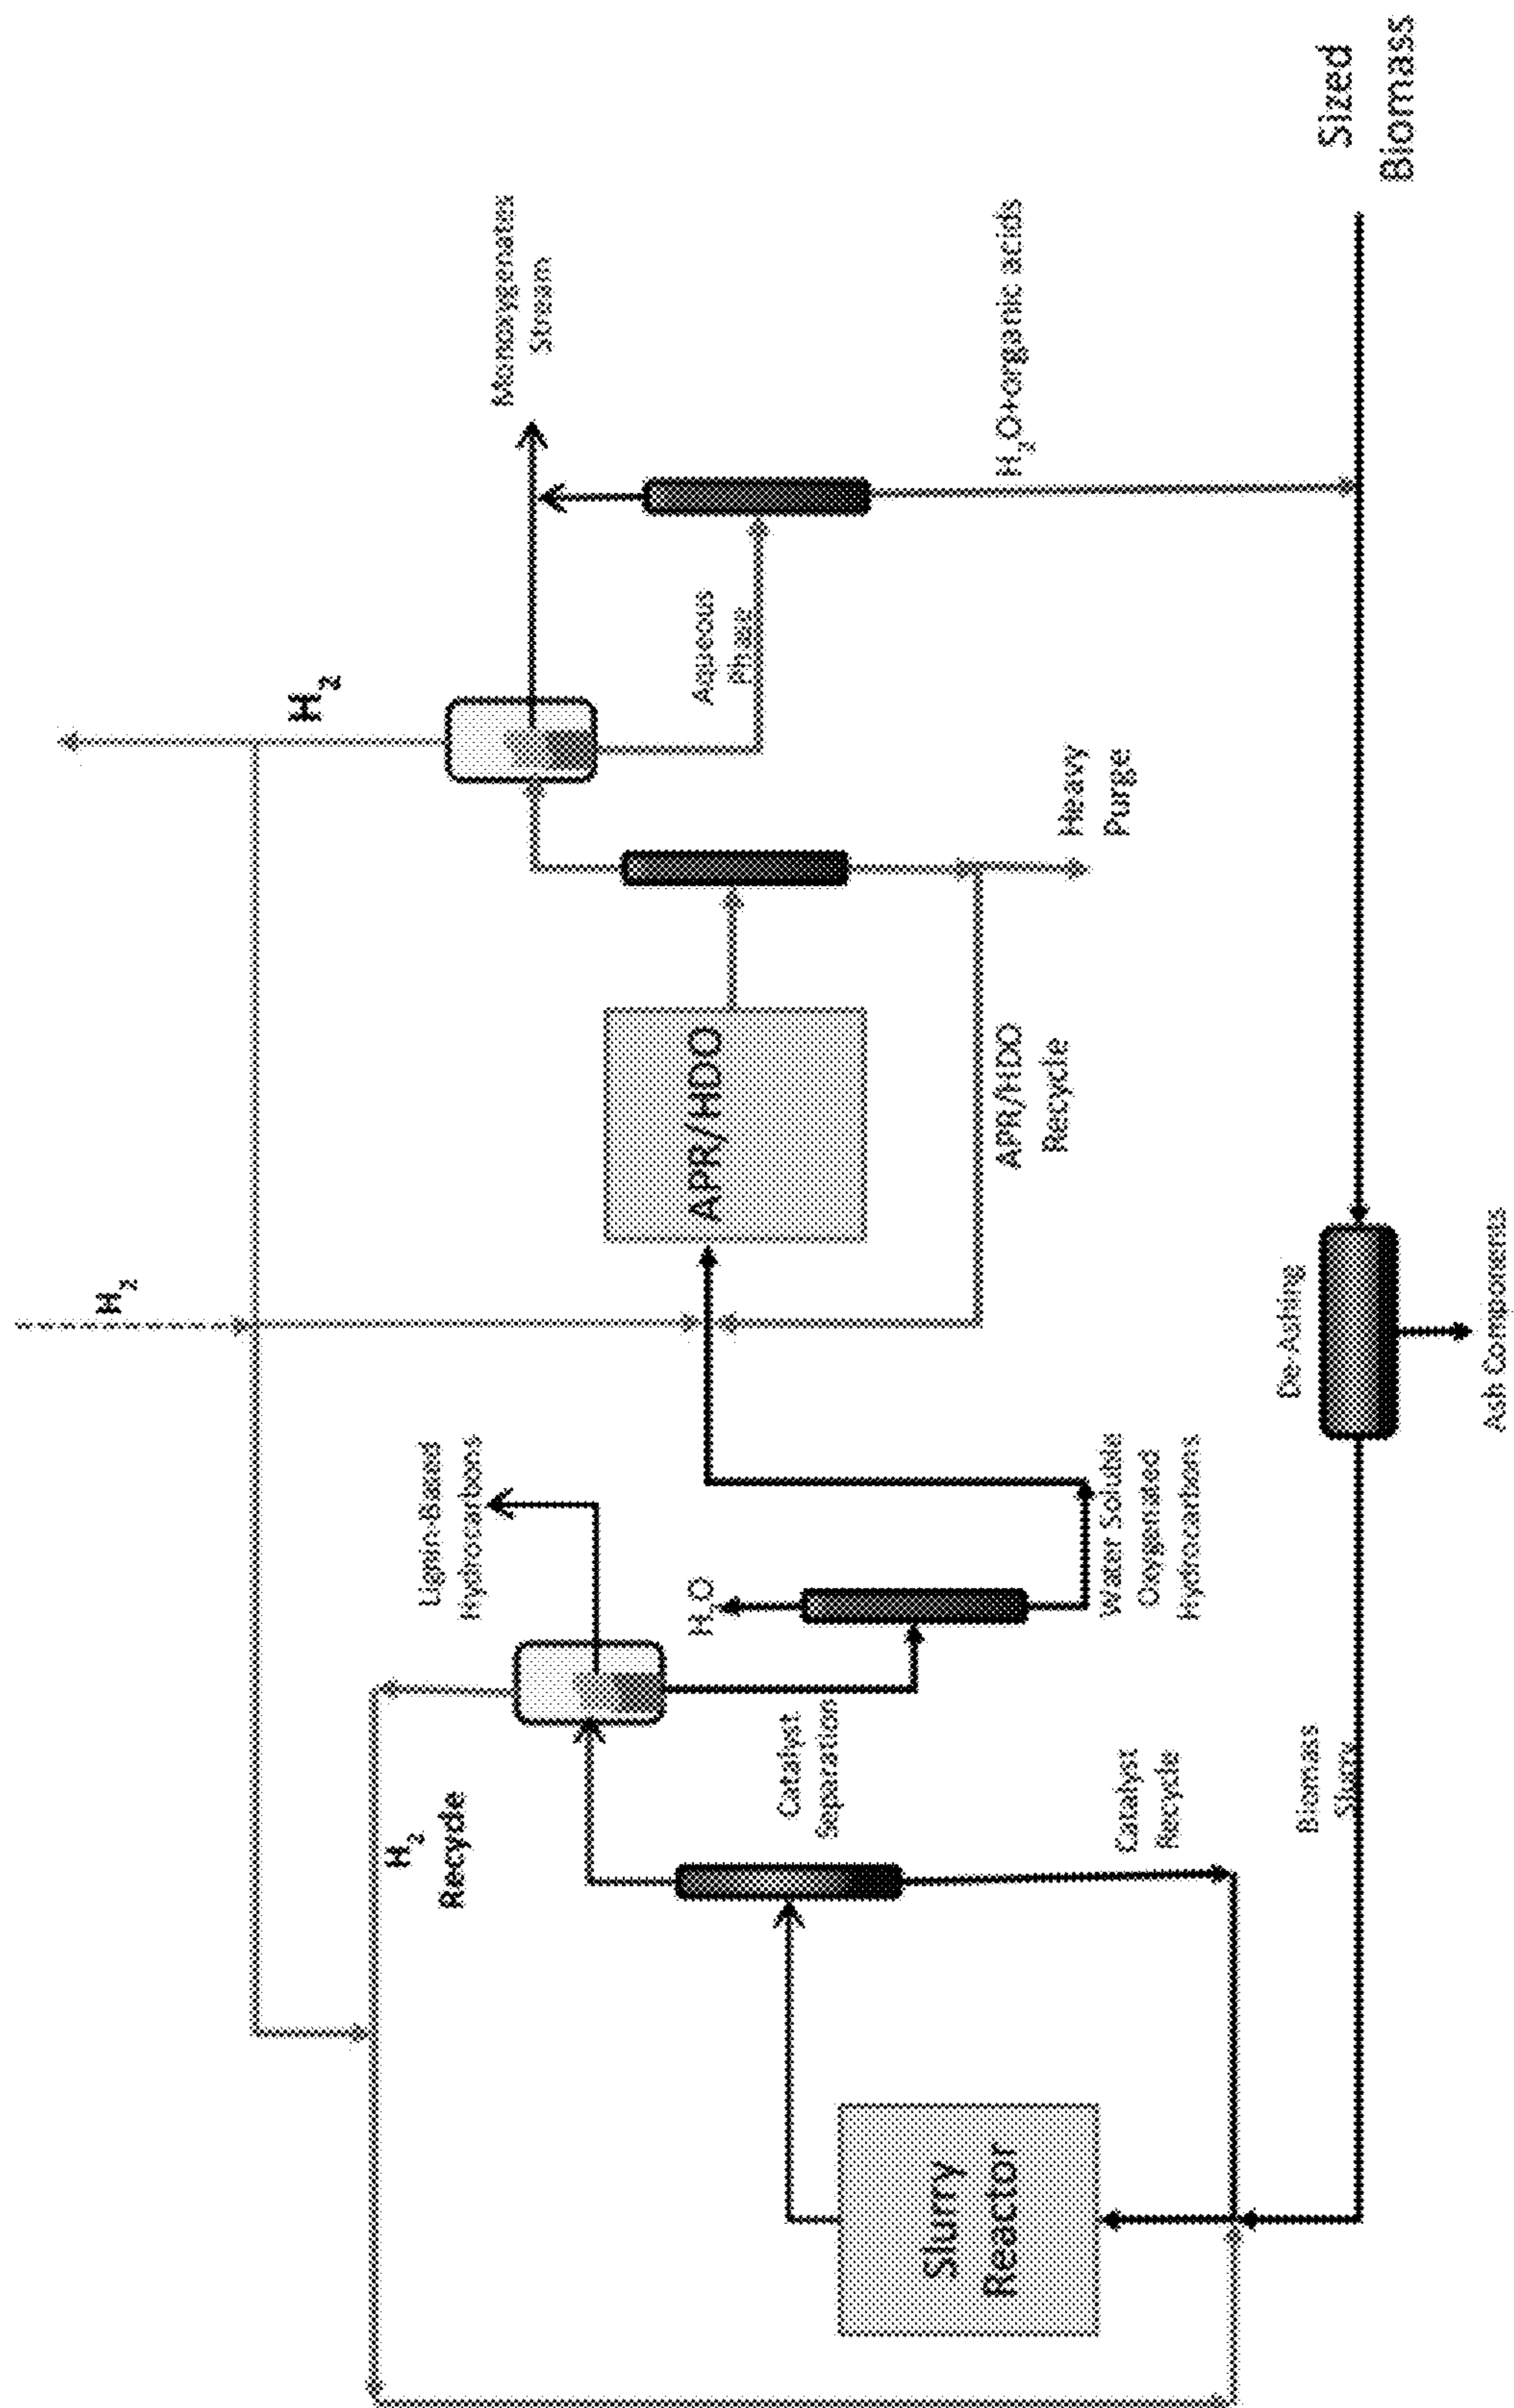 H2
H2
H2
Recycle
Lignin-Based
Hydrocarbons
Monoxygenates
Stream
H2O
APR/HDO
Aqueous
Phase
Catalyst
Separation
Slurry
Reactor
APR/HDO
Recycle
Heavy
Purge
H2O+organic acids
Water Soluble
Oxygenated
Hydrocarbons
Catalyst
Recycle
Biomass
Slurry
De-Ashing
Ash Components
Sized
Biomass